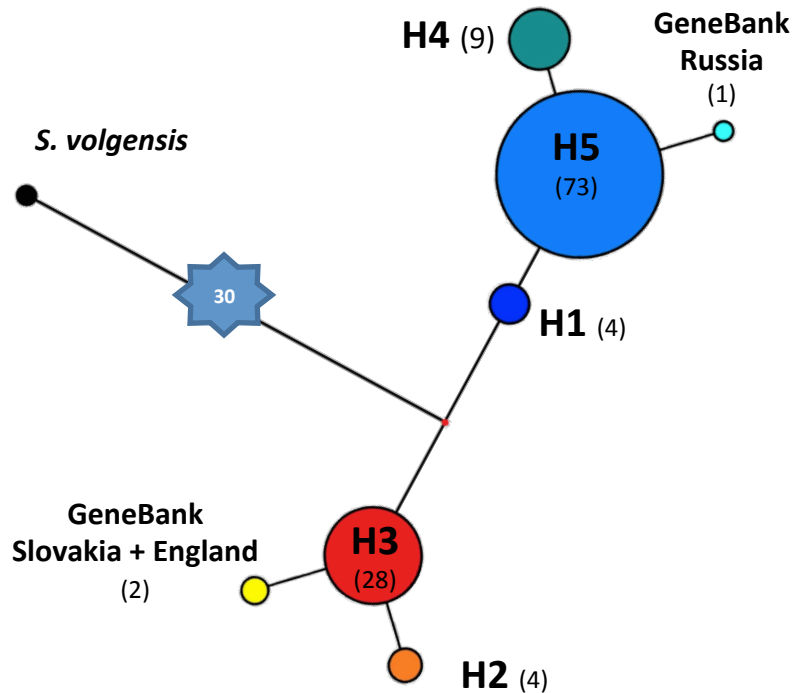 H4 (9)
GeneBank
Russia
(1)
S. volgensis
H5
(73)
30
H1 (4)
GeneBank
Slovakia + England
(2)
H3
(28)
H2 (4)